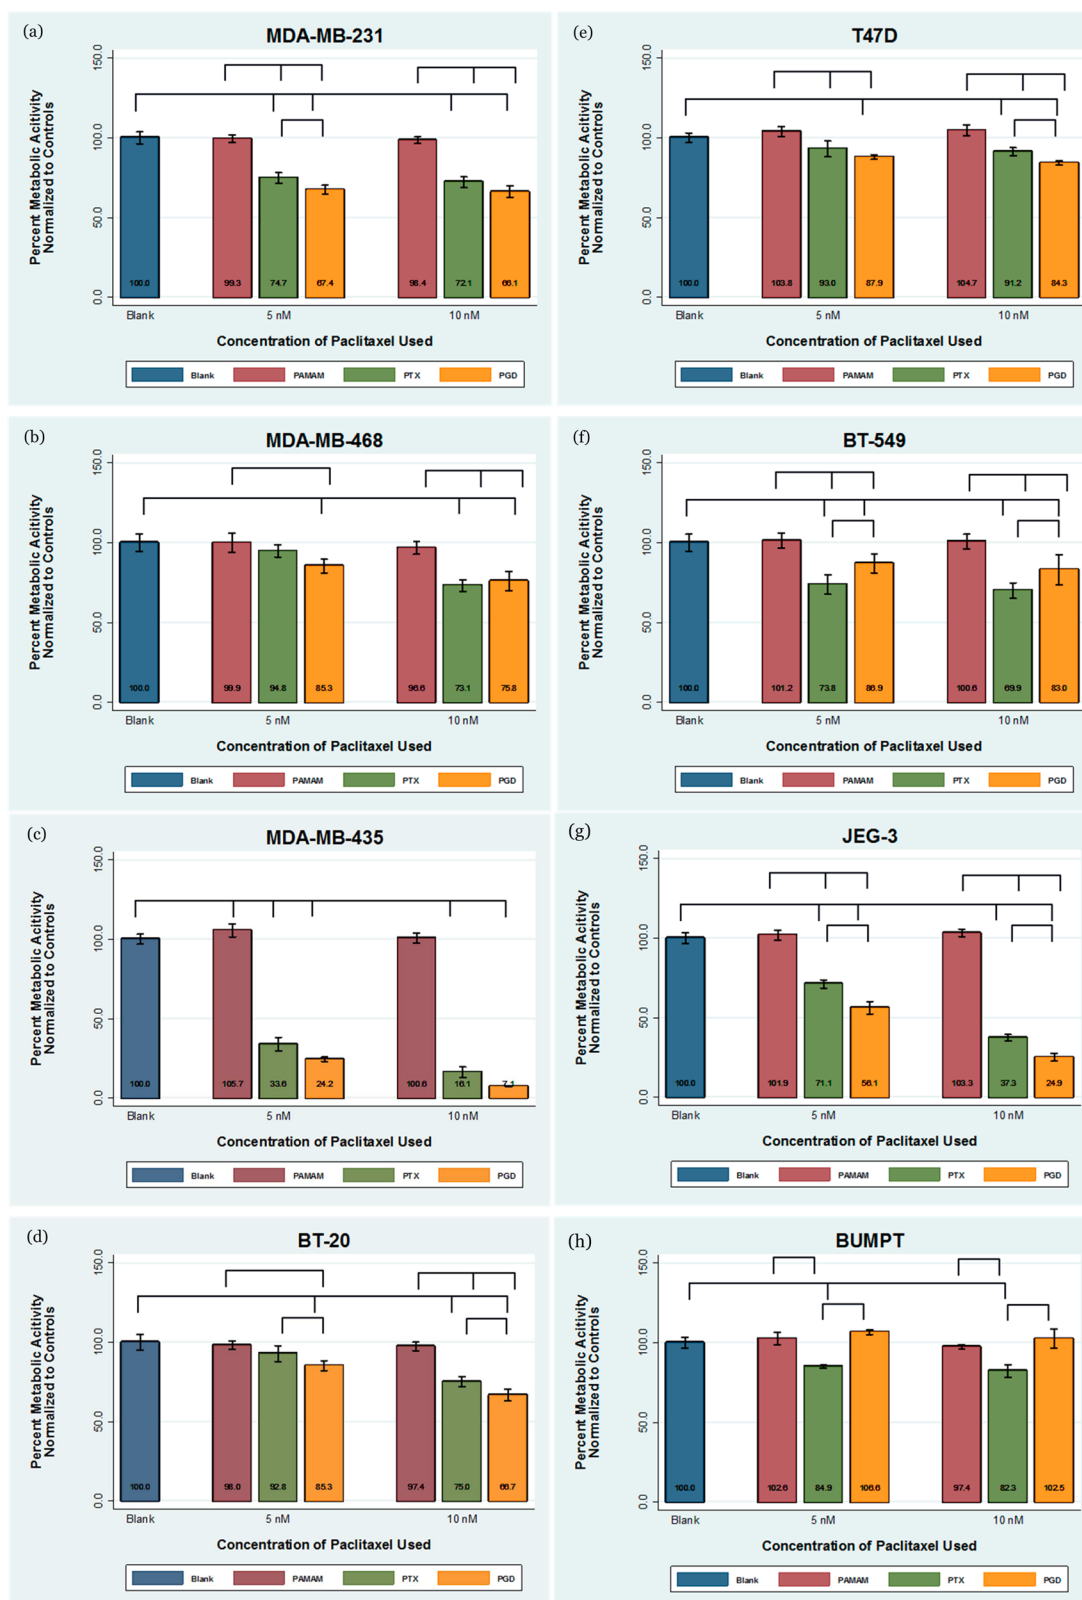 (a)
MDA-MB-231
Percent Metabolic Acitivity
Normalized to Controls
150.0
100.0
50.0
0.0
100.0
99.3
74.7
67.4
98.4
72.1
66.1
Blank
5 nM
10 nM
Concentration of Paclitaxel Used
Blank PAMAM PTX PGD
(b)
MDA-MB-468
Percent Metabolic Acitivity
Normalized to Controls
150.0
100.0
50.0
0.0
100.0
99.9
94.8
85.3
96.6
73.1
75.8
Blank
5 nM
10 nM
Concentration of Paclitaxel Used
Blank PAMAM PTX PGD
(c)
MDA-MB-435
Percent Metabolic Acitivity
Normalized to Controls
150.0
100.0
50.0
0.0
100.0
105.7
33.6
24.2
100.6
16.1
7.1
Blank
5 nM
10 nM
Concentration of Paclitaxel Used
Blank PAMAM PTX PGD
(d)
BT-20
Percent Metabolic Acitivity
Normalized to Controls
150.0
100.0
50.0
0.0
100.0
98.0
92.8
85.3
97.4
75.0
66.7
Blank
5 nM
10 nM
Concentration of Paclitaxel Used
Blank PAMAM PTX PGD
(e)
T47D
Percent Metabolic Acitivity
Normalized to Controls
150.0
100.0
50.0
0.0
100.0
103.8
93.0
87.9
104.7
91.2
84.3
Blank
5 nM
10 nM
Concentration of Paclitaxel Used
Blank PAMAM PTX PGD
(f)
BT-549
Percent Metabolic Acitivity
Normalized to Controls
150.0
100.0
50.0
0.0
100.0
101.2
73.8
86.9
100.6
69.9
83.0
Blank
5 nM
10 nM
Concentration of Paclitaxel Used
Blank PAMAM PTX PGD
(g)
JEG-3
Percent Metabolic Acitivity
Normalized to Controls
150.0
100.0
50.0
0.0
100.0
101.9
71.1
56.1
103.3
37.3
24.9
Blank
5 nM
10 nM
Concentration of Paclitaxel Used
Blank PAMAM PTX PGD
(h)
BUMPT
Percent Metabolic Acitivity
Normalized to Controls
150.0
100.0
50.0
0.0
100.0
102.6
84.9
106.6
97.4
82.3
102.5
Blank
5 nM
10 nM
Concentration of Paclitaxel Used
Blank PAMAM PTX PGD